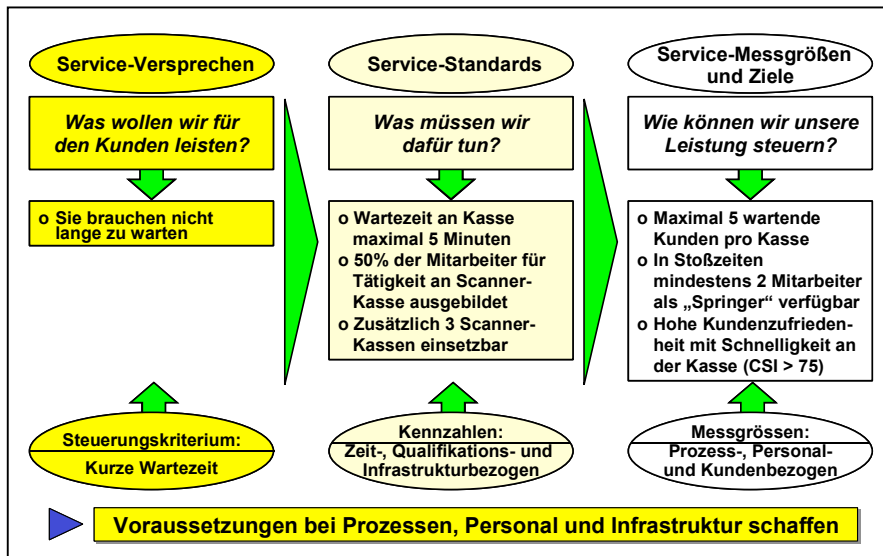 Service-Versprechen
Was wollen wir für
den Kunden leisten?
o Sie brauchen nicht
lange zu warten
Steuerungskriterium:
Kurze Wartezeit
Service-Standards
Was müssen wir
dafür tun?
o Wartezeit an Kasse
maximal 5 Minuten
o 50% der Mitarbeiter für
Tätigkeit an Scanner-
Kasse ausgebildet
o Zusätzlich 3 Scanner-
Kassen einsetzbar
Kennzahlen:
Zeit-, Qualifikations- und
Infrastrukturbezogen
Service-Messgrößen
und Ziele
Wie können wir unsere
Leistung steuern?
o Maximal 5 wartende
Kunden pro Kasse
o In Stoßzeiten
mindestens 2 Mitarbeiter
als „Springer“ verfügbar
o Hohe Kundenzufrieden-
heit mit Schnelligkeit an
der Kasse (CSI > 75)
Messgrössen:
Prozess-, Personal-
und Kundenbezogen
Voraussetzungen bei Prozessen, Personal und Infrastruktur schaffen